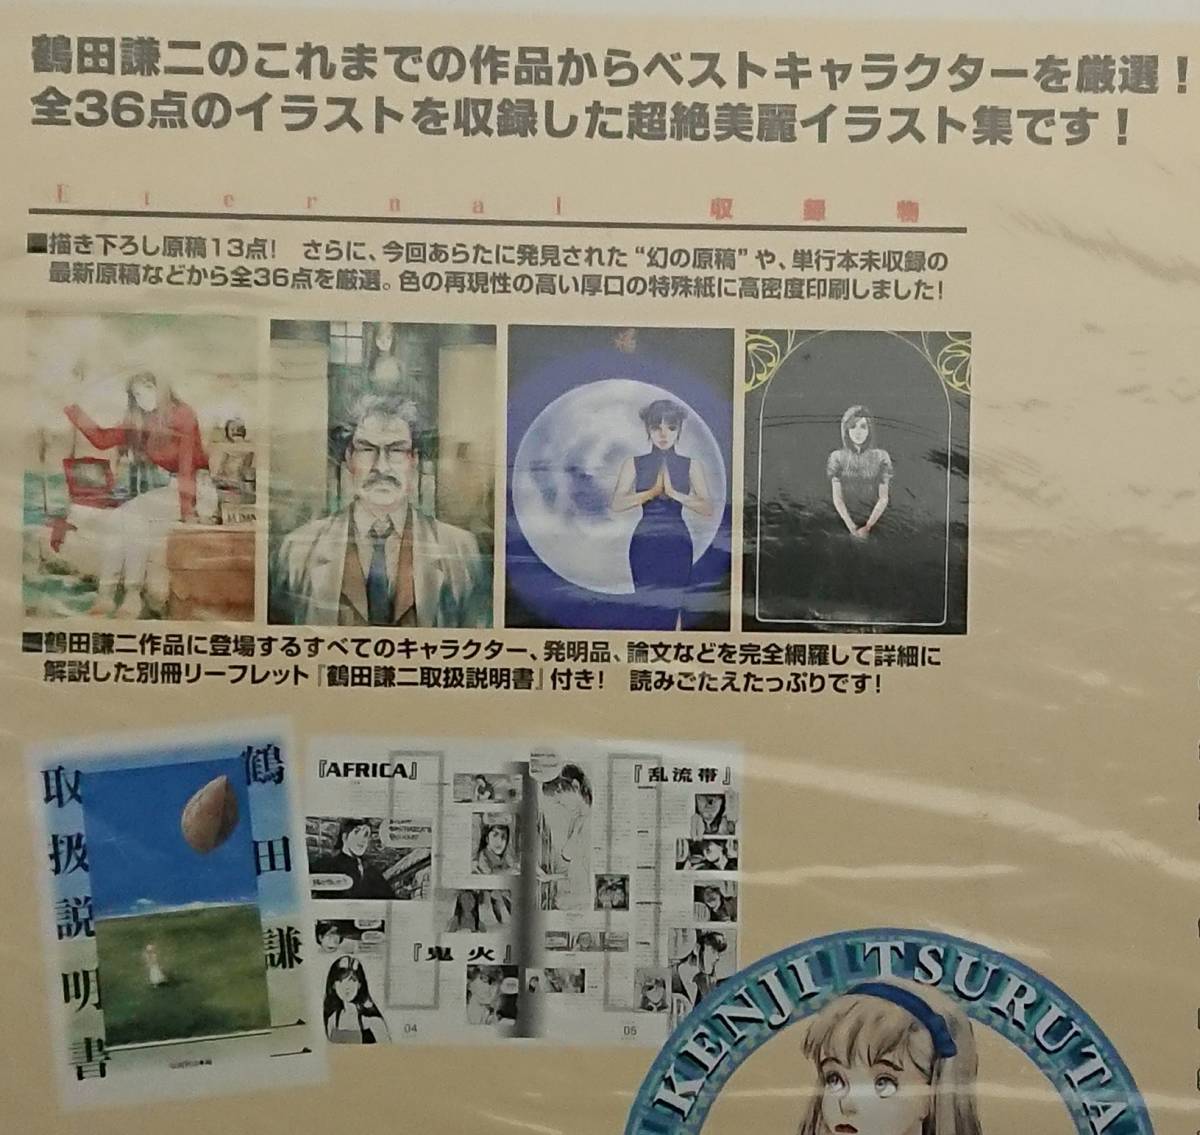 鶴田謙二のこれまでの作品からベストキャラクターを厳選！
全36点のイラストを収録した超絶美麗イラスト集です！
Eternal 収録物
■描き下ろし原稿13点！ さらに、今回あらたに発見された“幻の原稿”や、単行本未収録の
最新原稿などから全36点を厳選。色の再現性の高い厚口の特殊紙に高密度印刷しました！
■鶴田謙二作品に登場するすべてのキャラクター、発明品、論文などを完全網羅して詳細に
解説した別冊リーフレット『鶴田謙二取扱説明書』付き！ 読みごたえたっぷりです！
鶴田謙二
取扱説明書
『AFRICA』
『乱流帯』
『鬼火』
04
05
KENJI TSURUTA